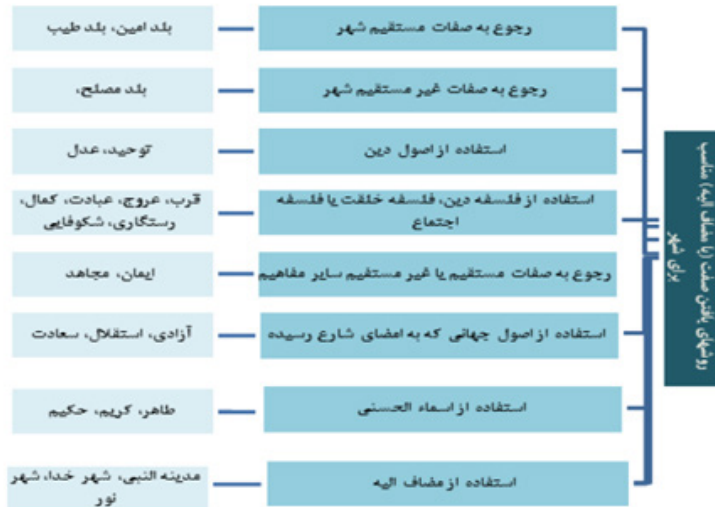 روشهای یافتن صفت (یا مضاف الیه) مناسب
برای شهر
رجوع به صفات مستقیم شهر
بلد امین، بلد طیب
رجوع به صفات غیر مستقیم شهر
بلد مصلح،
استفاده از اصول دین
توحید، عدل
استفاده از فلسفه دین، فلسفه خلقت یا فلسفه
اجتماع
قرب، عروج، عبادت، کمال،
رستگاری، شکوفایی
رجوع به صفات مستقیم یا غیر مستقیم سایر مفاهیم
ایمان، مجاهد
استفاده از اصول جهانی که به امضای شارع رسیده
آزادی، استقلال، سعادت
استفاده از اسماء الحسنی
طاهر، کریم، حکیم
استفاده از مضاف الیه
مدینه النبی، شهر خدا، شهر
نور